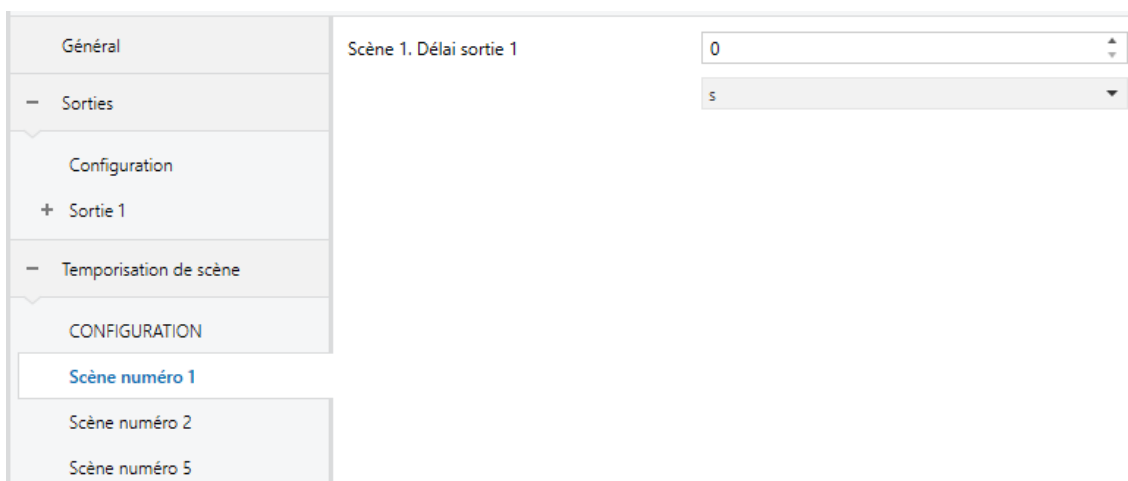 Général
Scène 1. Délai sortie 1
0
s
Sorties
Configuration
Sortie 1
Temporisation de scène
CONFIGURATION
Scène numéro 1
Scène numéro 2
Scène numéro 5